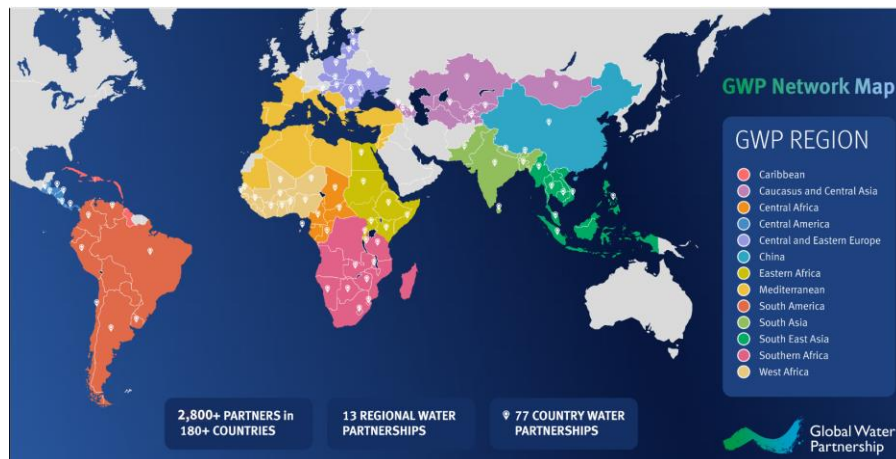 GWP Network Map
GWP REGION
Caribbean
Caucasus and Central Asia
Central Africa
Central America
Central and Eastern Europe
China
Eastern Africa
Mediterranean
South America
South Asia
South East Asia
Southern Africa
West Africa
2,800+ PARTNERS in
180+ COUNTRIES
13 REGIONAL WATER
PARTNERSHIPS
77 COUNTRY WATER
PARTNERSHIPS
Global Water
Partnership